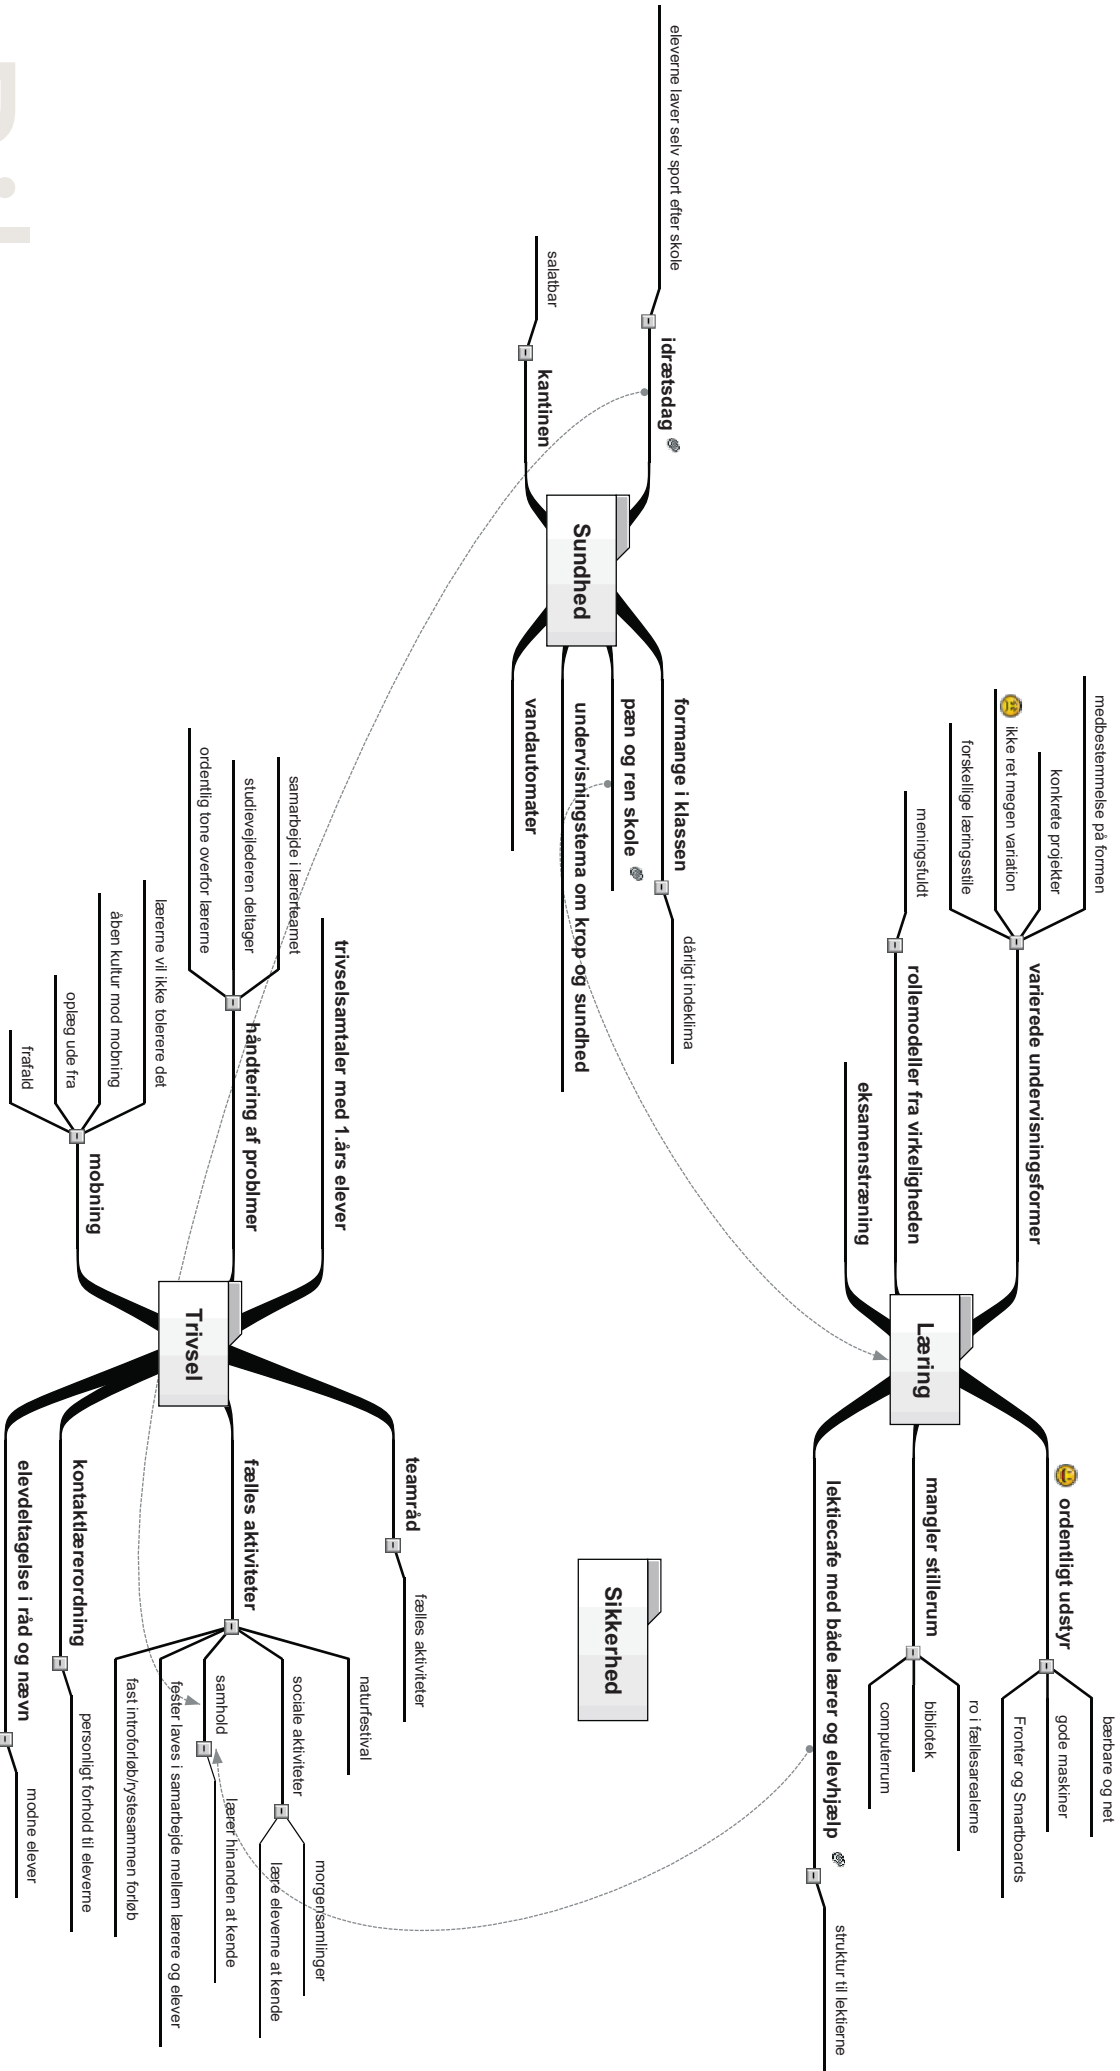 Læring
varierede undervisningsformer
medbestemmelse på formen
konkrete projekter
ikke ret megen variation
forskellige læringsstile
rollemodeller fra virkeligheden
meningsfuldt
eksamenstræning
ordentligt udstyr
bærbare og net
gode maskiner
Fronter og Smartboards
mangler stillerum
ro i fællesarealerne
bibliotek
computerrum
lektiecafe med både lærer og elevhjælp
struktur til lektierne
Sundhed
idrætsdag
eleverne laver selv sport efter skole
kantinen
salatbar
formange i klassen
dårligt indeklima
pæn og ren skole
undervisningstema om krop og sundhed
vandautomater
Sikkerhed
Trivsel
trivselsamtaler med 1.års elever
håndtering af problmer
samarbejde i lærerteamet
studievejlederen deltager
ordentlig tone overfor lærerne
mobning
lærerne vil ikke tolerere det
åben kultur mod mobning
oplæg ude fra
frafald
teamråd
fælles aktiviteter
fælles aktiviteter
naturfestival
sociale aktiviteter
morgensamlinger
lære eleverne at kende
samhold
lærer hinanden at kende
fester laves i samarbejde mellem lærere og elever
fast introforløb/rystesammen forløb
kontaktlærerordning
personligt forhold til eleverne
elevdeltagelse i råd og nævn
modne elever